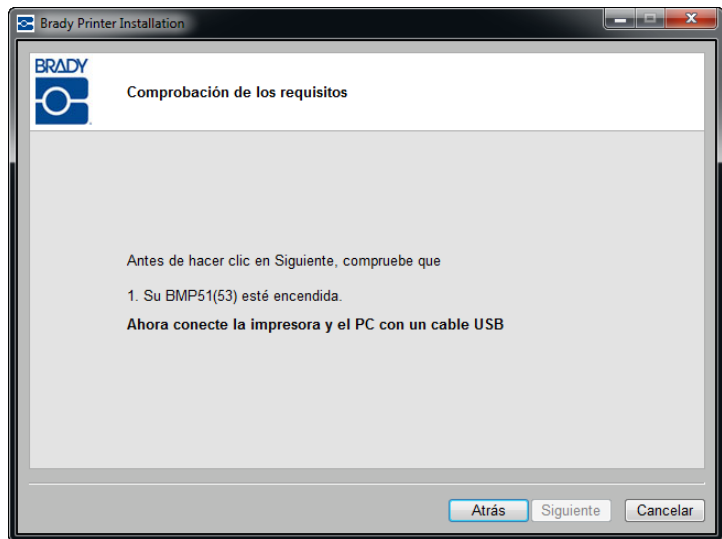 Brady Printer Installation
BRADY
Comprobación de los requisitos
Antes de hacer clic en Siguiente, compruebe que
1. Su BMP51(53) esté encendida.
Ahora conecte la impresora y el PC con un cable USB
Atrás Siguiente Cancelar